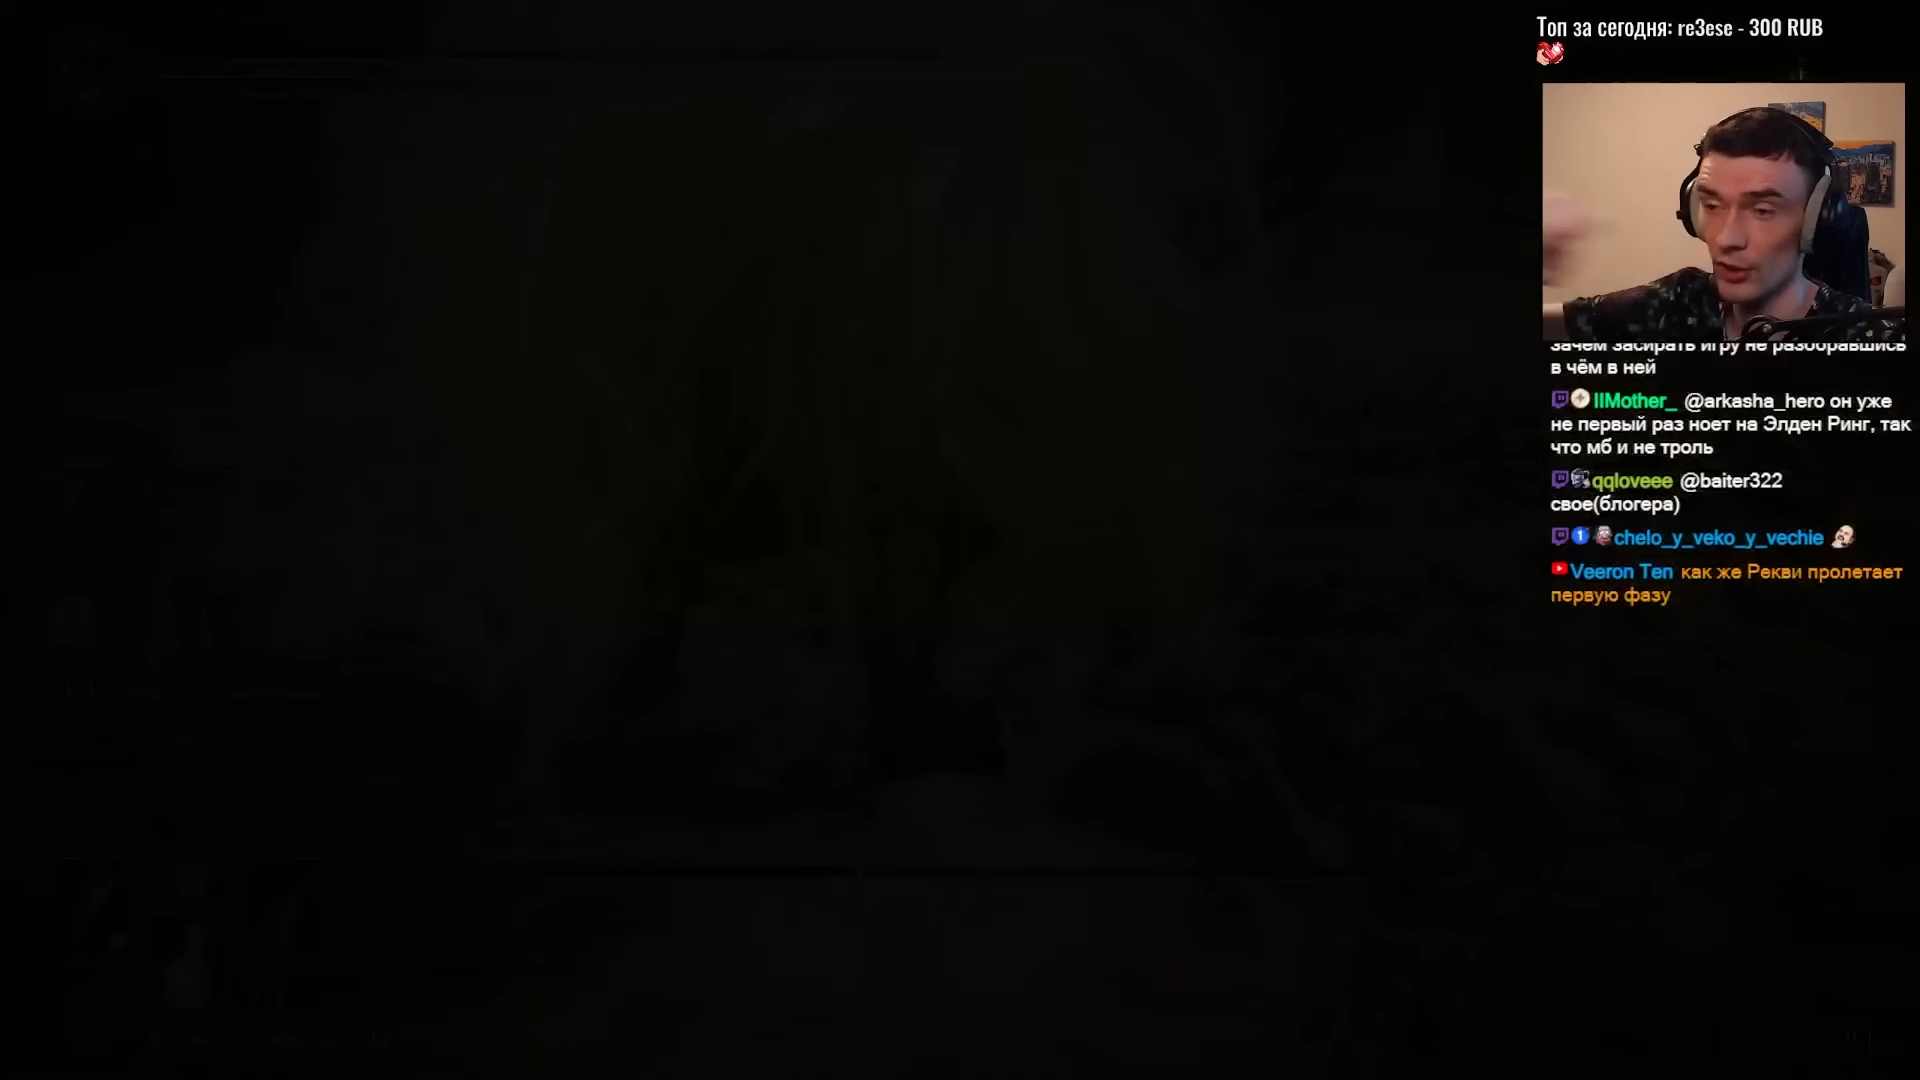 Топ за сегодня: re3ese - 300 RUB
зачем засирать игру не разобравшись
в чём в ней
IIMother_ @arkasha_hero он уже
не первый раз ноет на Элден Ринг, так
что мб и не троль
qqloveee @baiter322
свое(блогера)
1 chelo_y_veko_y_vechie
Veeron Ten как же Рекви пролетает
первую фазу